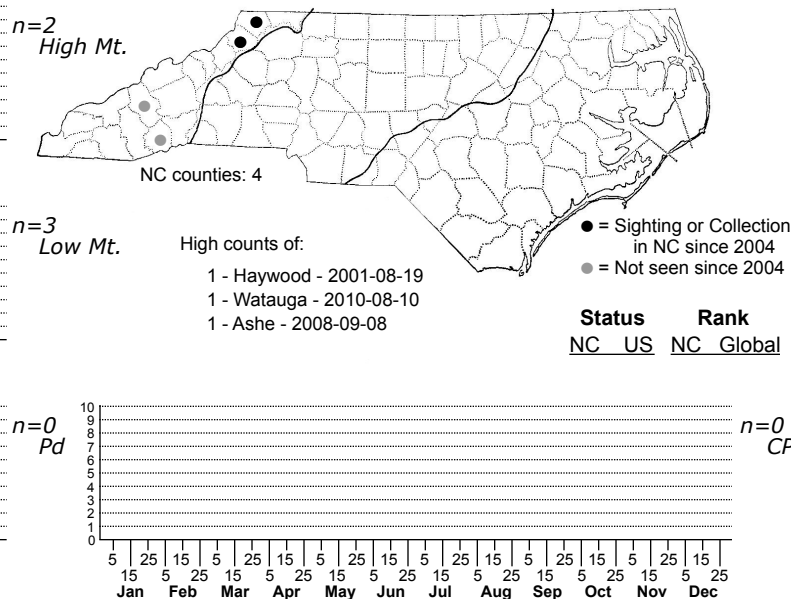 n=2
High Mt.
NC counties: 4
n=3
Low Mt.
High counts of:
1 - Haywood - 2001-08-19
1 - Watauga - 2010-08-10
1 - Ashe - 2008-09-08
● = Sighting or Collection
in NC since 2004
● = Not seen since 2004
Status Rank
NC US NC Global
n=0
Pd
n=0
CP
10
9
8
7
6
5
4
3
2
1
0
5 25 15 5 25 15 5 25 15 5 25 15 5 25 15 5 25 15
15 5 25 15 5 25 15 5 25 15 5 25 15 5 25 15 5 25
Jan Feb Mar Apr May Jun Jul Aug Sep Oct Nov Dec